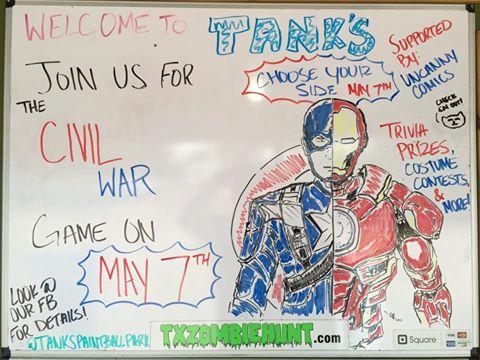 WELCOME TO TANK'S
JOIN US FOR
THE
CIVIL
WAR
GAME ON
MAY 7TH
LOOK @
OUR FB
FOR DETAILS!
@TANKSPAINTBALLPARK
CHOOSE YOUR
SIDE MAY 7TH
SUPPORTED
BY:
UNCANNY
COMICS
CHECK
EM OUT!
TRIVIA
PRIZES,
COSTUME
CONTESTS,
&
MORE!
TXZOMBIEHUNT.com
Square
VISA